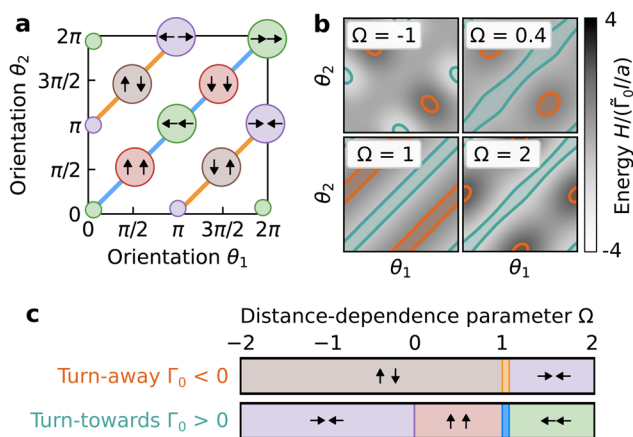 a
Orientation θ₂
2π
3π/2
π
π/2
0
0 π/2 π 3π/2 2π
Orientation θ₁
b
Ω = -1
Ω = 0.4
Ω = 1
Ω = 2
θ₂
θ₂
θ₁
θ₁
4
-4
Energy H/(Γ̃₀/a)
c
Distance-dependence parameter Ω
−2 −1 0 1 2
Turn-away Γ₀ < 0
Turn-towards Γ₀ > 0